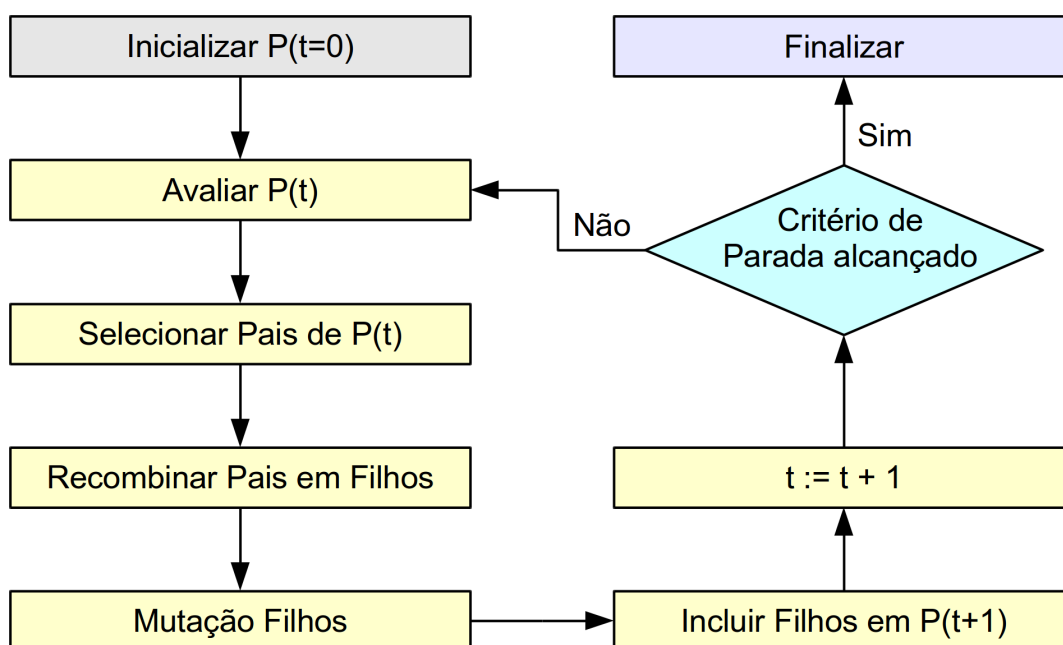 Inicializar P(t=0)
Avaliar P(t)
Selecionar Pais de P(t)
Recombinar Pais em Filhos
Mutação Filhos
Incluir Filhos em P(t+1)
t := t + 1
Critério de
Parada alcançado
Não
Sim
Finalizar